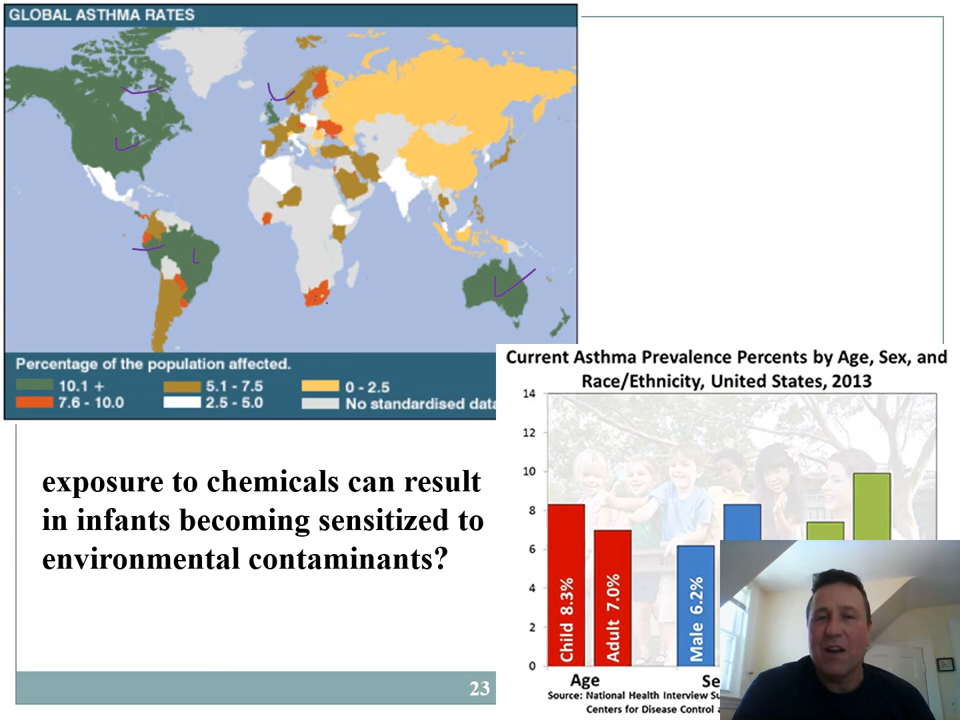 GLOBAL ASTHMA RATES
Percentage of the population affected.
10.1 +
5.1 - 7.5
0 - 2.5
7.6 - 10.0
2.5 - 5.0
No standardised data
exposure to chemicals can result
in infants becoming sensitized to
environmental contaminants?
23
Current Asthma Prevalence Percents by Age, Sex, and
Race/Ethnicity, United States, 2013
14
12
10
8
6
4
2
0
Child 8.3%
Adult 7.0%
Male 6.2%
Age
Source: National Health Interview
Centers for Disease Control